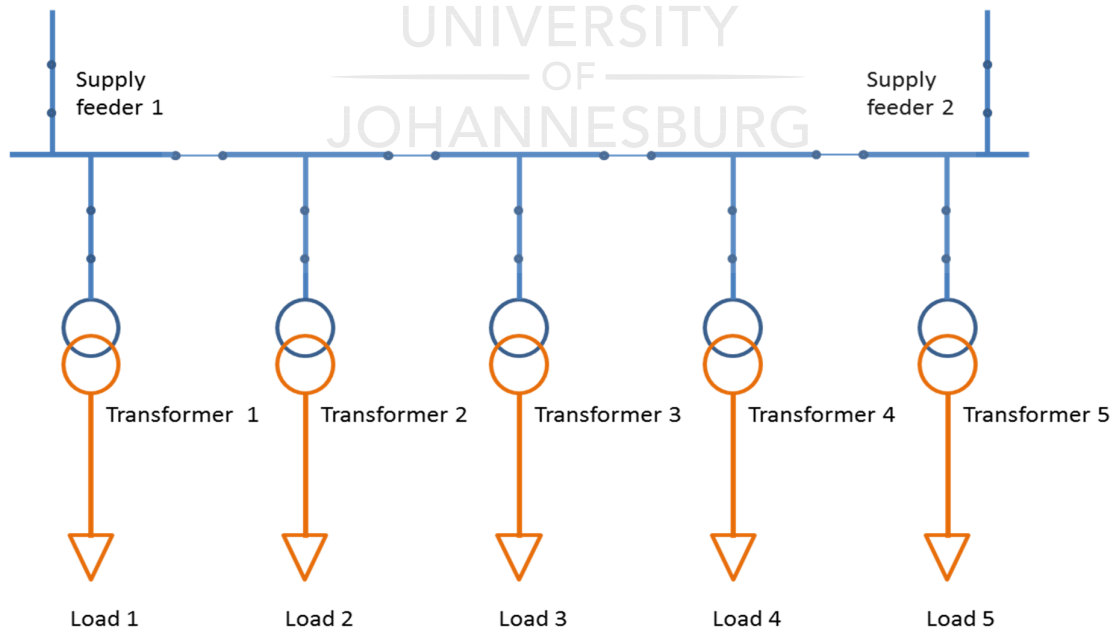 UNIVERSITY
OF
JOHANNESBURG
Supply
feeder 1
Supply
feeder 2
Transformer 1
Transformer 2
Transformer 3
Transformer 4
Transformer 5
Load 1
Load 2
Load 3
Load 4
Load 5